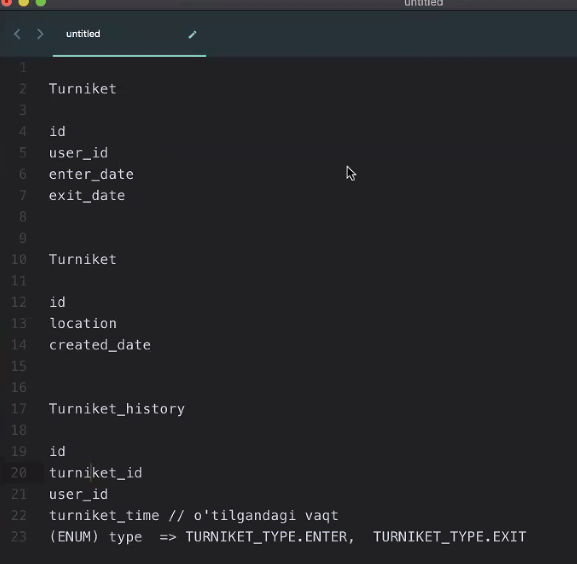 untitled
untitled
1
2 Turniket
3
4 id
5 user_id
6 enter_date
7 exit_date
8
9
10 Turniket
11
12 id
13 location
14 created_date
15
16
17 Turniket_history
18
19 id
20 turniket_id
21 user_id
22 turniket_time // o'tilgandagi vaqt
23 (ENUM) type  => TURNIKET_TYPE.ENTER,  TURNIKET_TYPE.EXIT